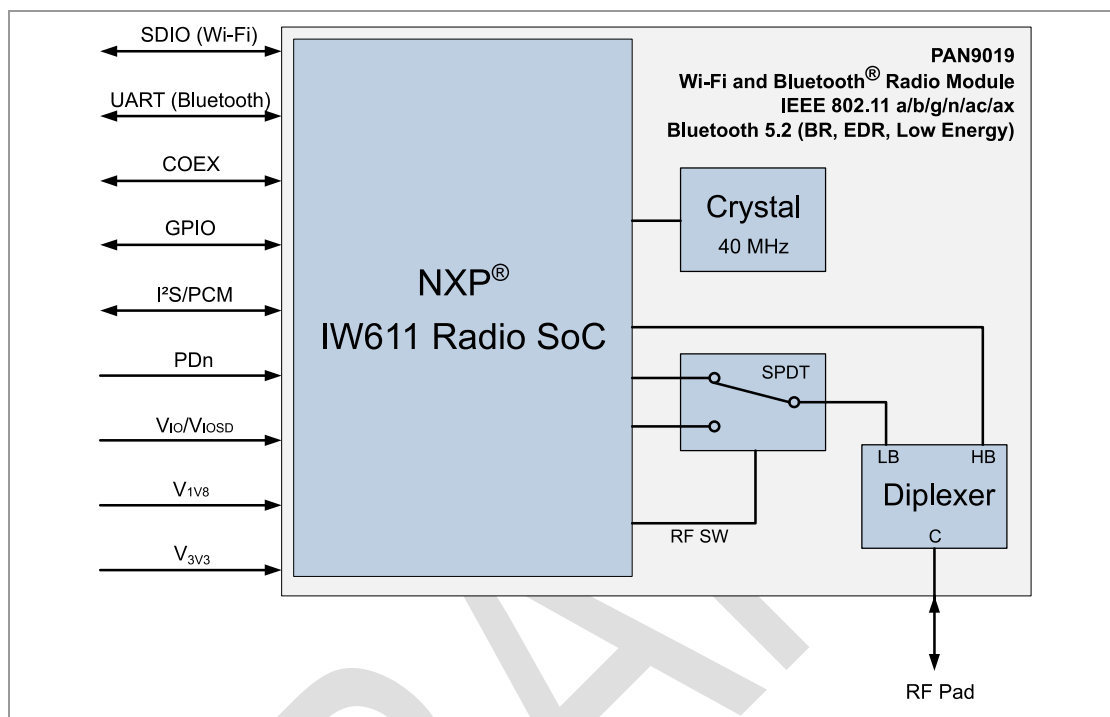 SDIO (Wi-Fi)
UART (Bluetooth)
COEX
GPIO
I²S/PCM
PDn
VIO/VIOSD
V1V8
V3V3
NXP®
IW611 Radio SoC
PAN9019
Wi-Fi and Bluetooth® Radio Module
IEEE 802.11 a/b/g/n/ac/ax
Bluetooth 5.2 (BR, EDR, Low Energy)
Crystal
40 MHz
SPDT
RF SW
LB HB
Diplexer
C
RF Pad